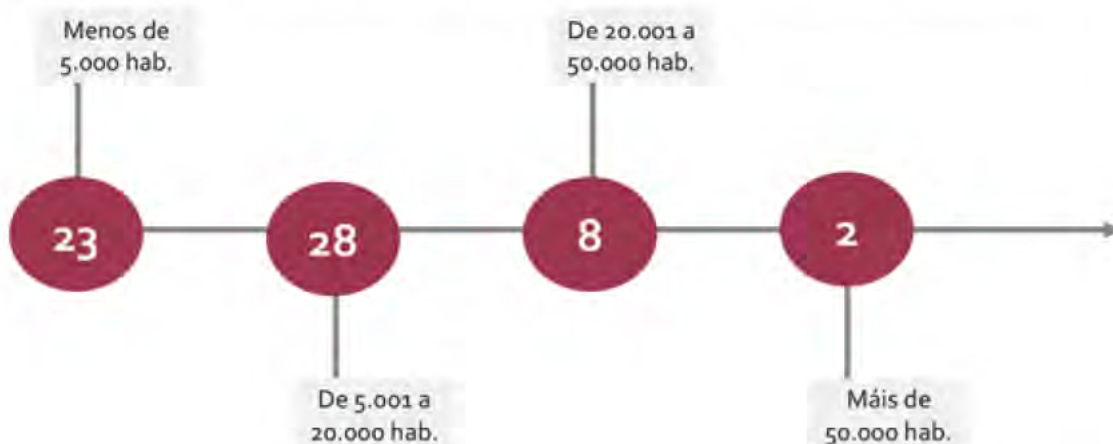 Menos de
5.000 hab.
De 20.001 a
50.000 hab.
23
28
8
2
De 5.001 a
20.000 hab.
Máis de
50.000 hab.